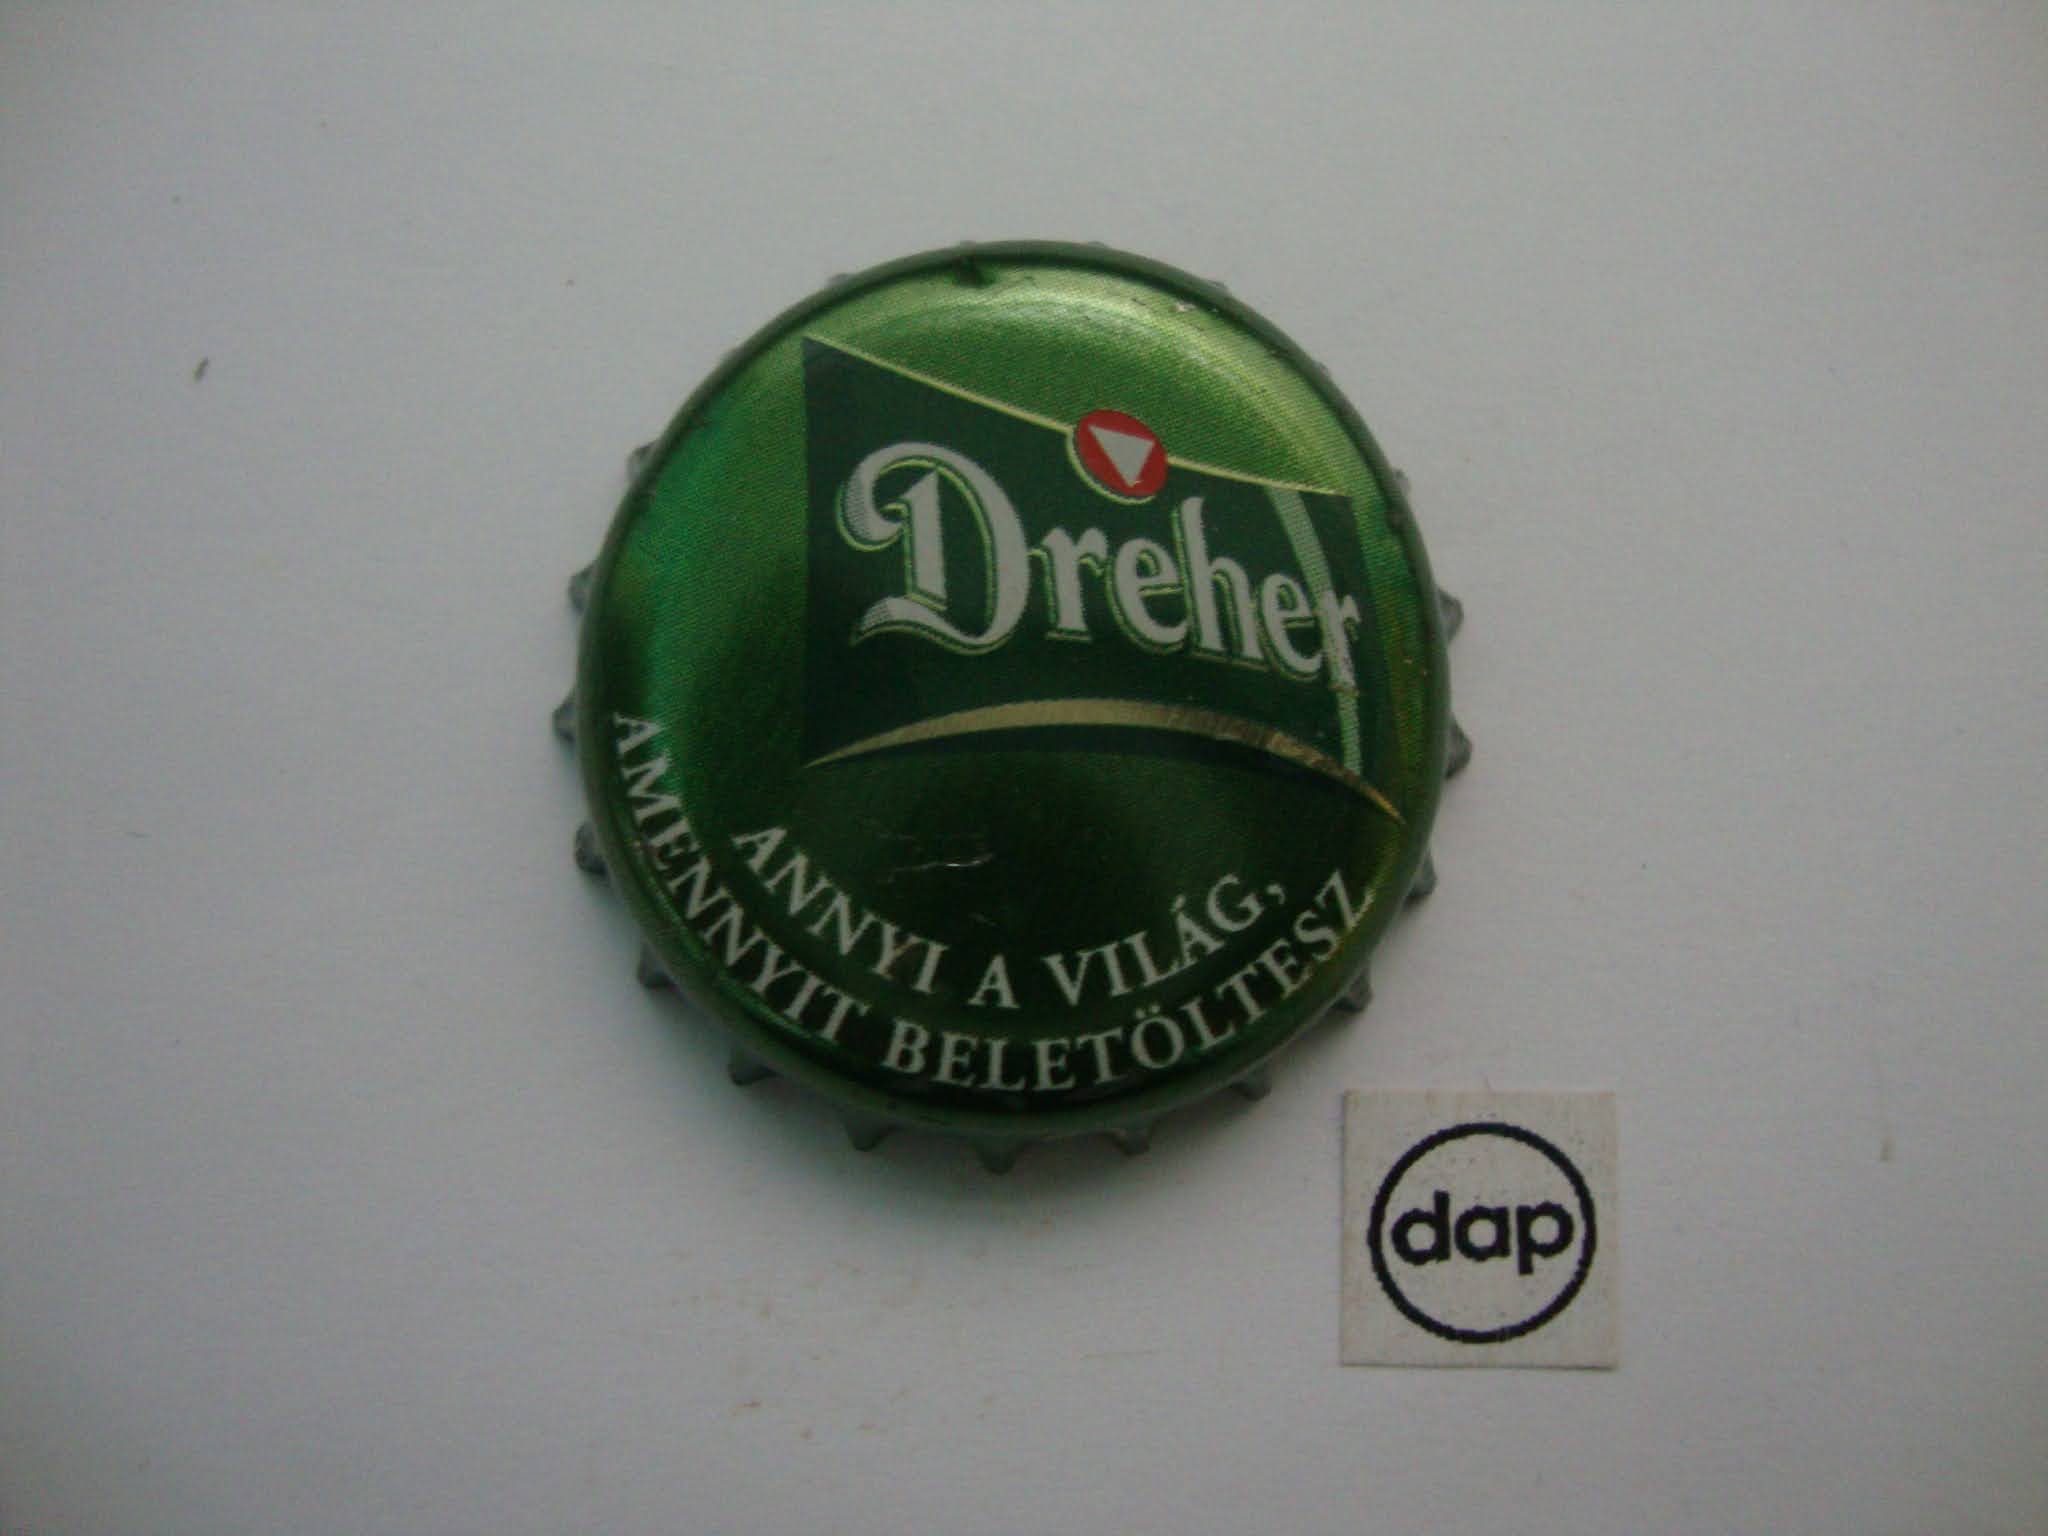 Dreher
ANNYI A VILÁG,
AMENNYIT BELETÖLTESZ
dap